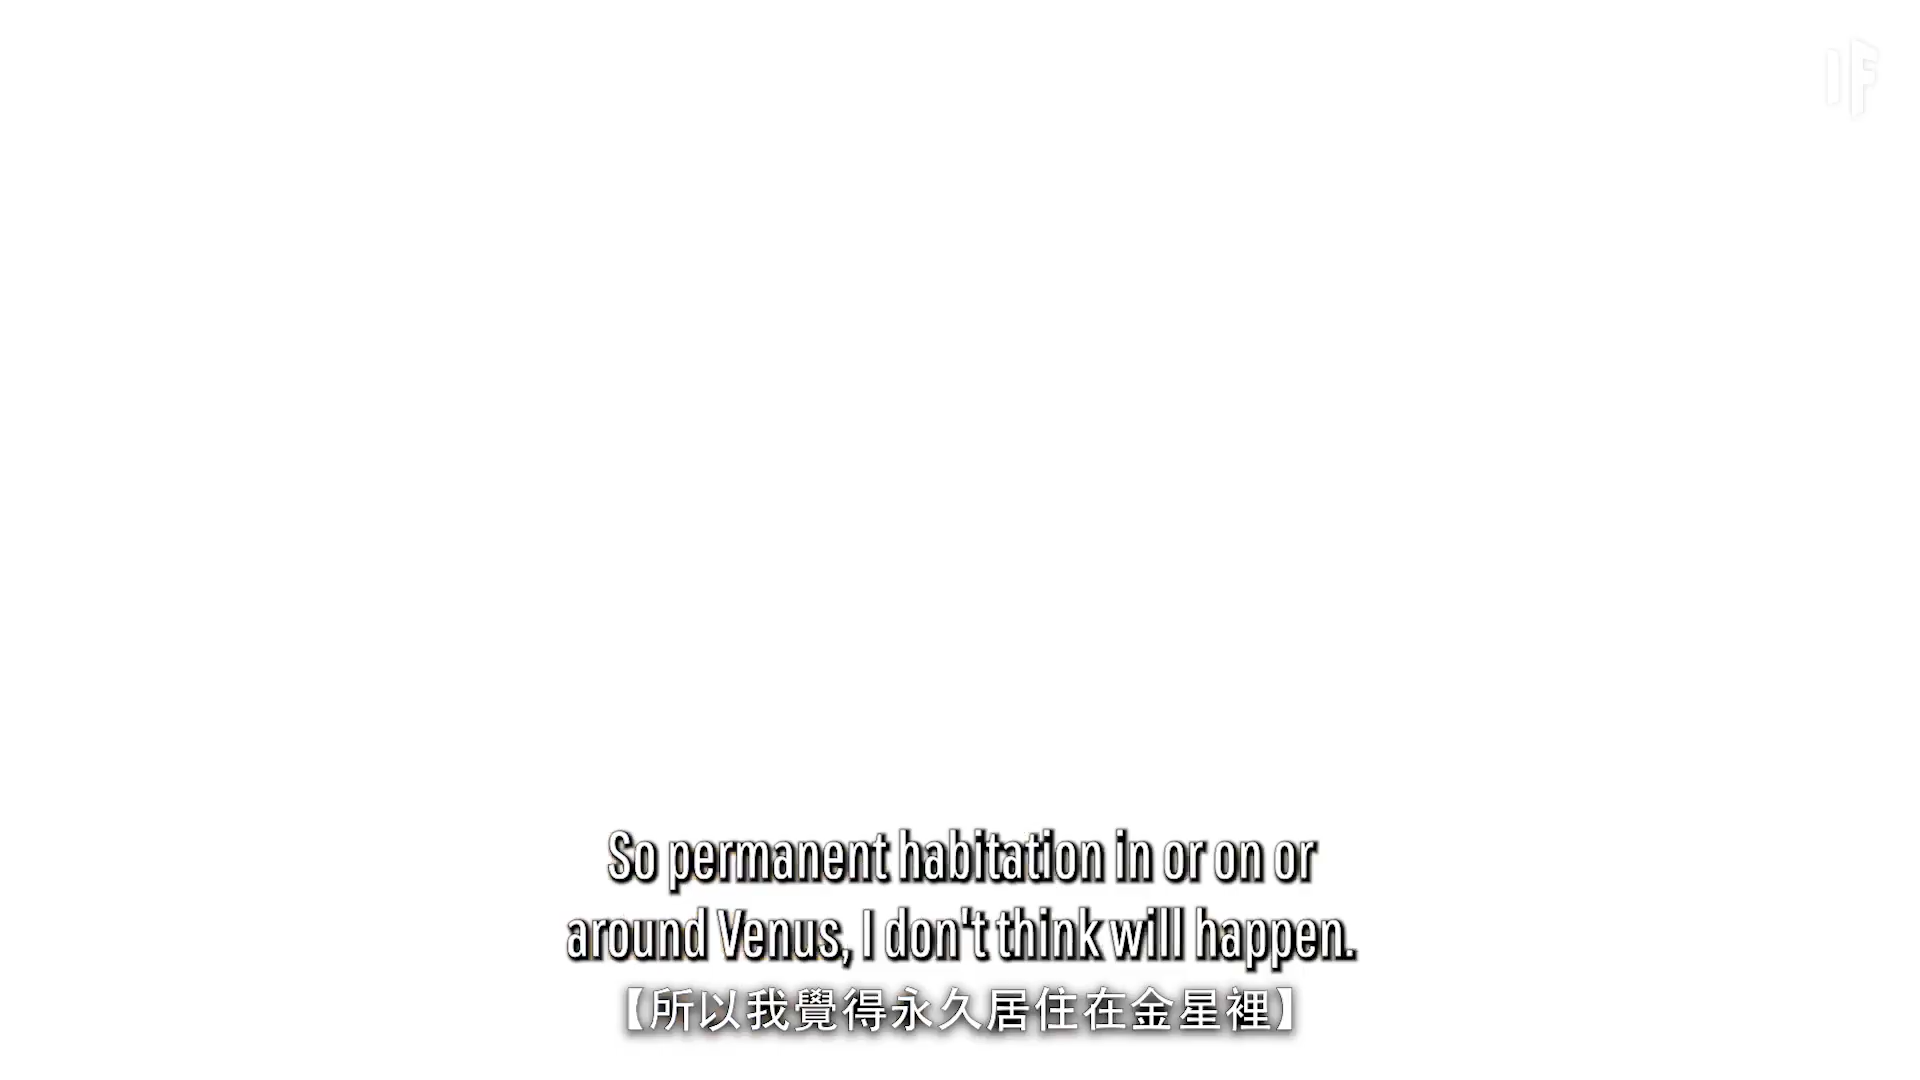 IF
So permanent habitation in or on or
around Venus, I don't think will happen.
【所以我覺得永久居住在金星裡】